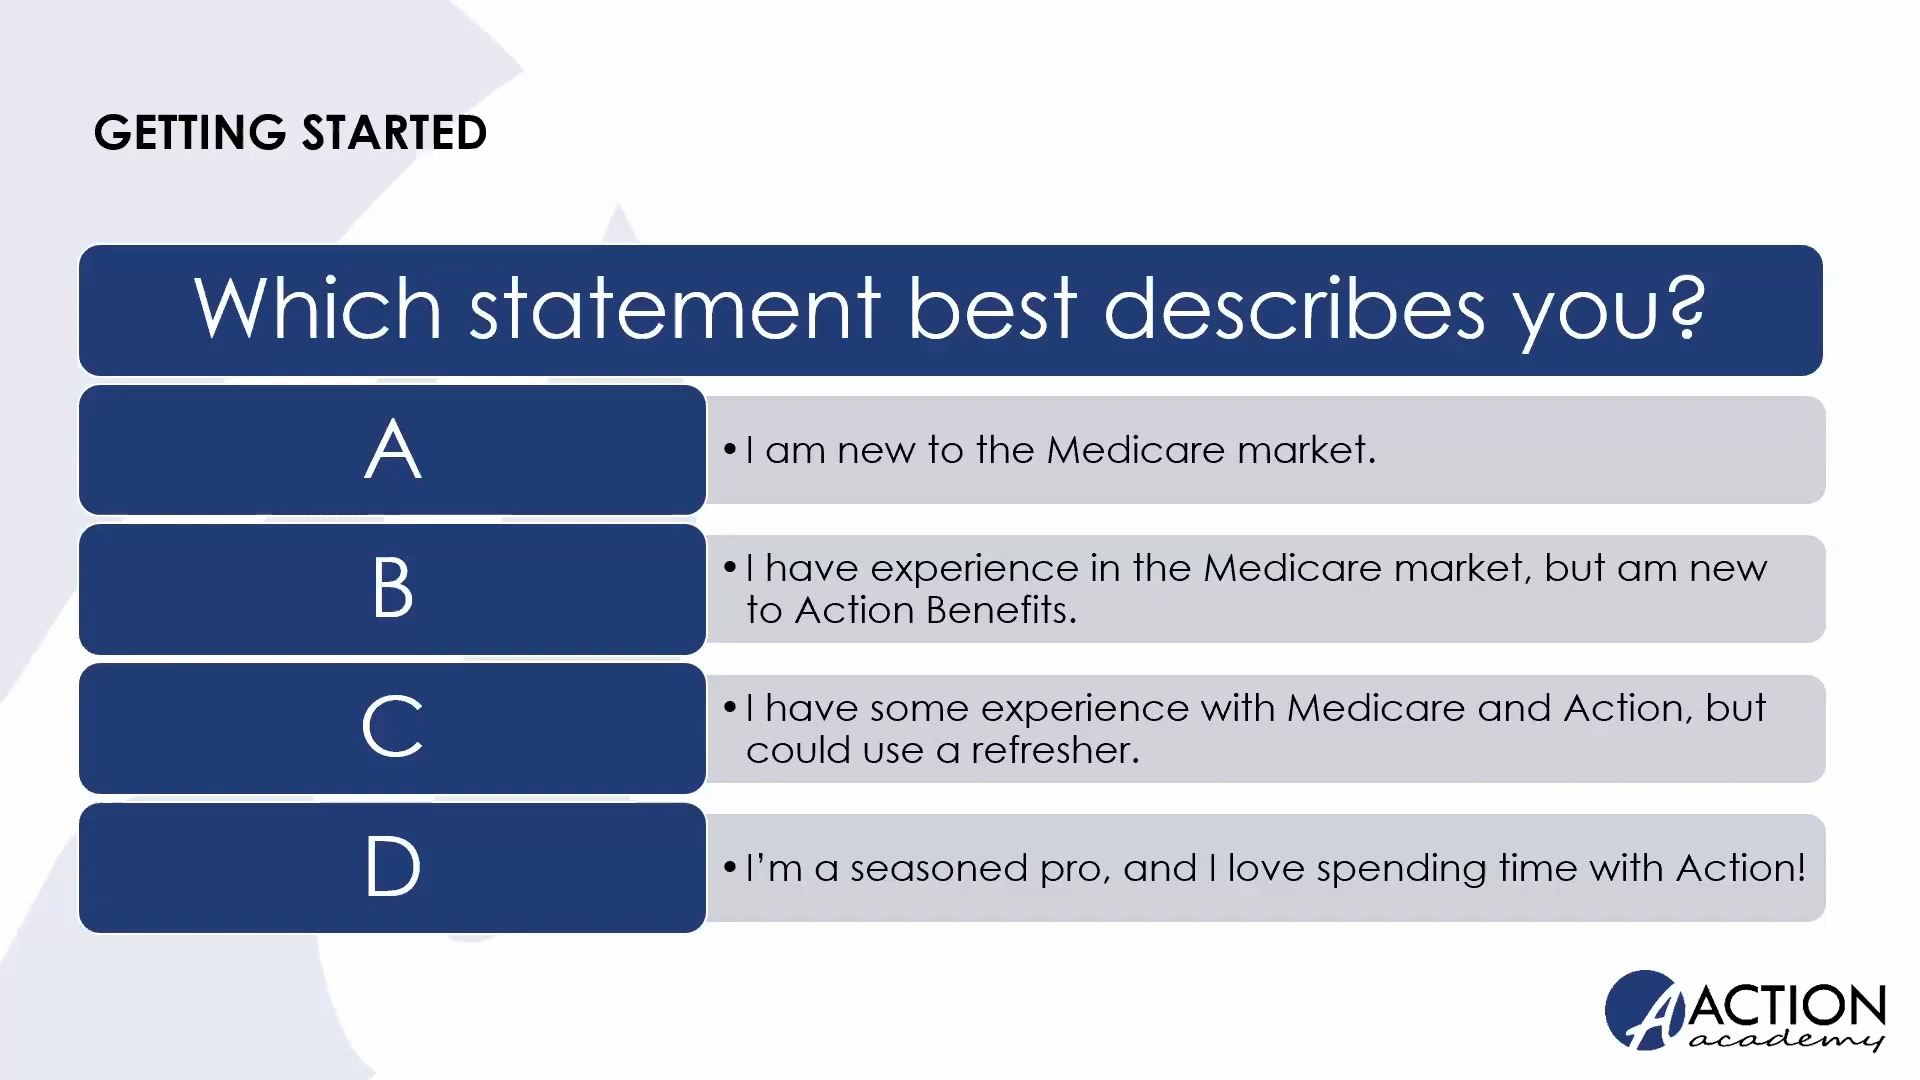 GETTING STARTED
Which statement best describes you?
A
• I am new to the Medicare market.
B
• I have experience in the Medicare market, but am new
to Action Benefits.
C
• I have some experience with Medicare and Action, but
could use a refresher.
D
• I’m a seasoned pro, and I love spending time with Action!
A ACTION
academy